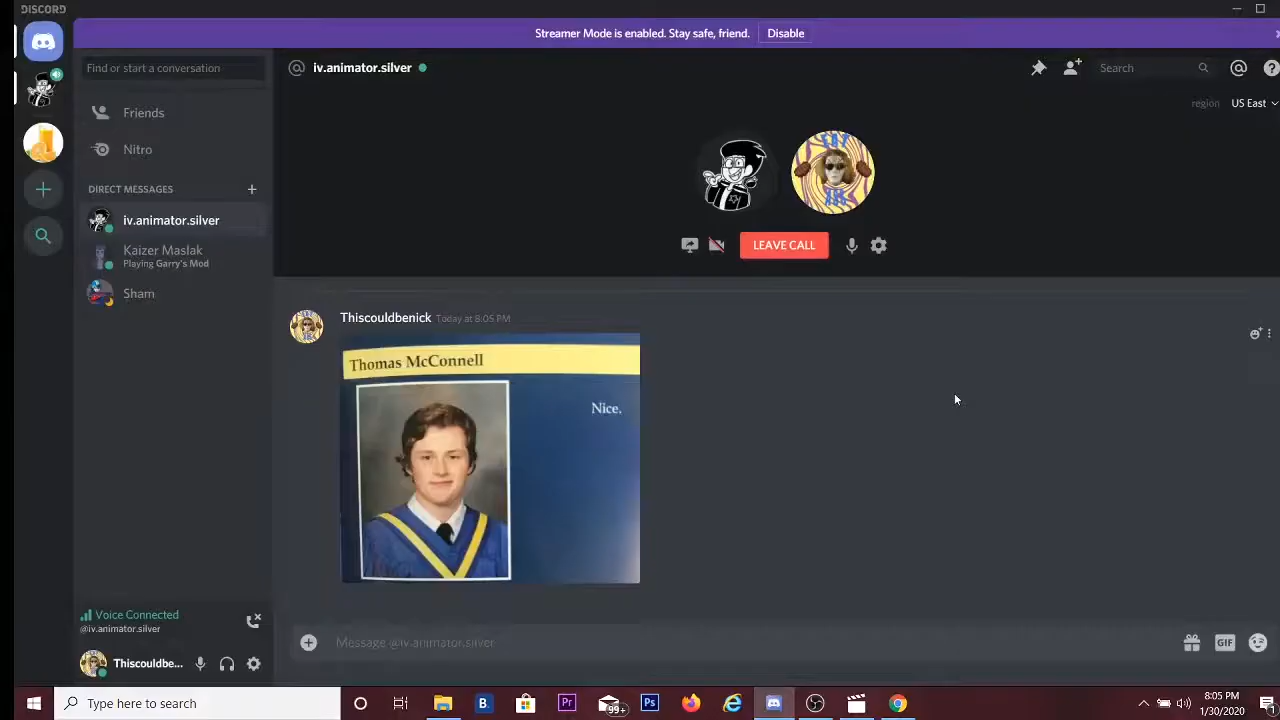 DISCORD
Streamer Mode is enabled. Stay safe, friend. Disable
Find or start a conversation
@ iv.animator.silver
Search
region US East
Friends
Nitro
DIRECT MESSAGES +
iv.animator.silver
Kaizer Maslak
Playing Garry's Mod
Sham
LEAVE CALL
Thiscouldbenick Today at 8:05 PM
Thomas McConnell
Nice.
Voice Connected
@iv.animator.silver
Thiscouldbe...
Message @iv.animator.silver
GIF
Type here to search
B
Pr
99+
Ps
8:05 PM
1/30/2020